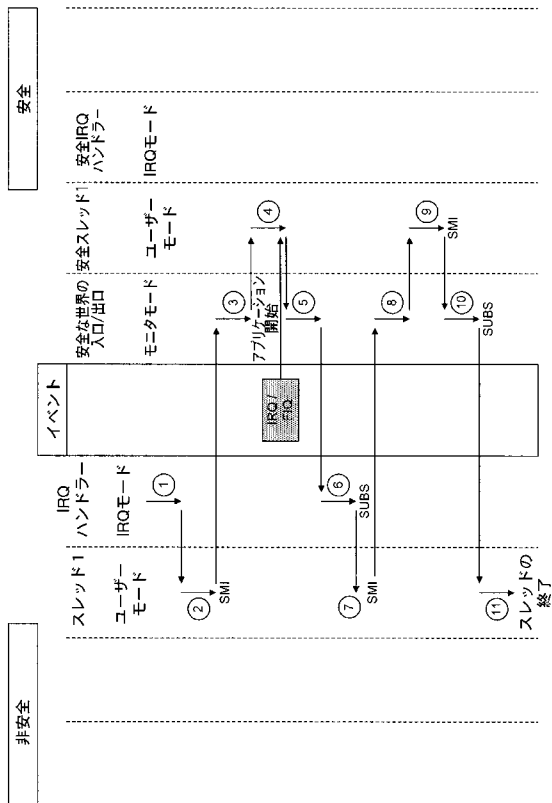 非安全
安全
スレッド1
ユーザー
モード
IRQ
ハンドラー
IRQモード
イベント
安全な世界の
入口/出口
モニタモード
安全スレッド1
ユーザー
モード
安全IRQ
ハンドラー
IRQモード
①
②
SMI
③
アプリケーション
開始
④
IRQ /
FIQ
⑤
⑥
SUBS
⑦
SMI
⑧
⑨
SMI
⑩
SUBS
⑪
スレッドの
終了